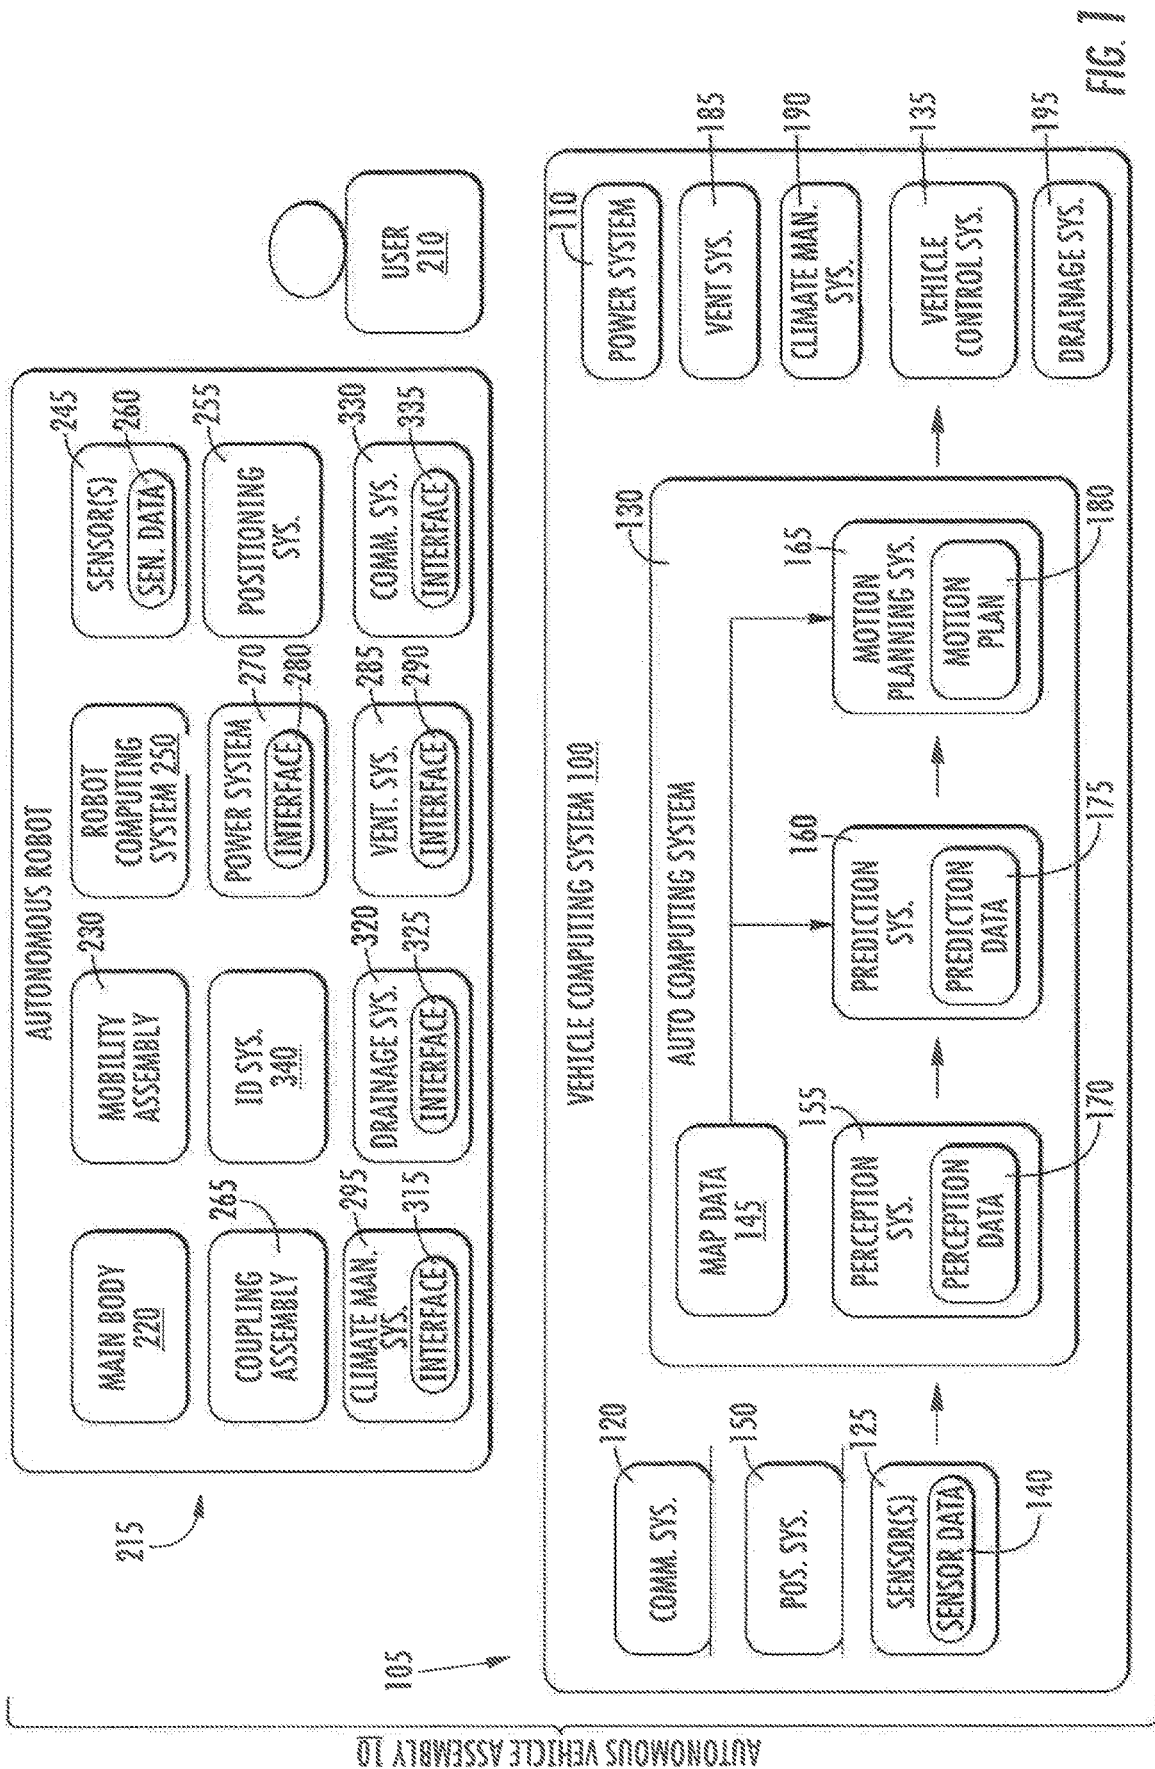 AUTONOMOUS VEHICLE ASSEMBLY 10
215
AUTONOMOUS ROBOT
MAIN BODY
220
MOBILITY
ASSEMBLY
230
ROBOT
COMPUTING
SYSTEM 250
SENSOR(S)
SEN. DATA
245
260
COUPLING
ASSEMBLY
265
ID SYS.
340
POWER SYSTEM
INTERFACE
270
280
POSITIONING
SYS.
255
CLIMATE MAN.
SYS.
INTERFACE
295
315
DRAINAGE SYS.
INTERFACE
320
325
VENT. SYS.
INTERFACE
285
290
COMM. SYS.
INTERFACE
330
335
USER
210
105
VEHICLE COMPUTING SYSTEM 100
COMM. SYS.
120
POS. SYS.
150
SENSOR(S)
SENSOR DATA
125
140
AUTO COMPUTING SYSTEM
130
MAP DATA
145
PERCEPTION
SYS.
PERCEPTION
DATA
155
170
PREDICTION
SYS.
PREDICTION
DATA
160
175
MOTION
PLANNING SYS.
MOTION
PLAN
165
180
POWER SYSTEM
110
VENT SYS.
185
CLIMATE MAN.
SYS.
190
VEHICLE
CONTROL SYS.
135
DRAINAGE SYS.
195
FIG. 1